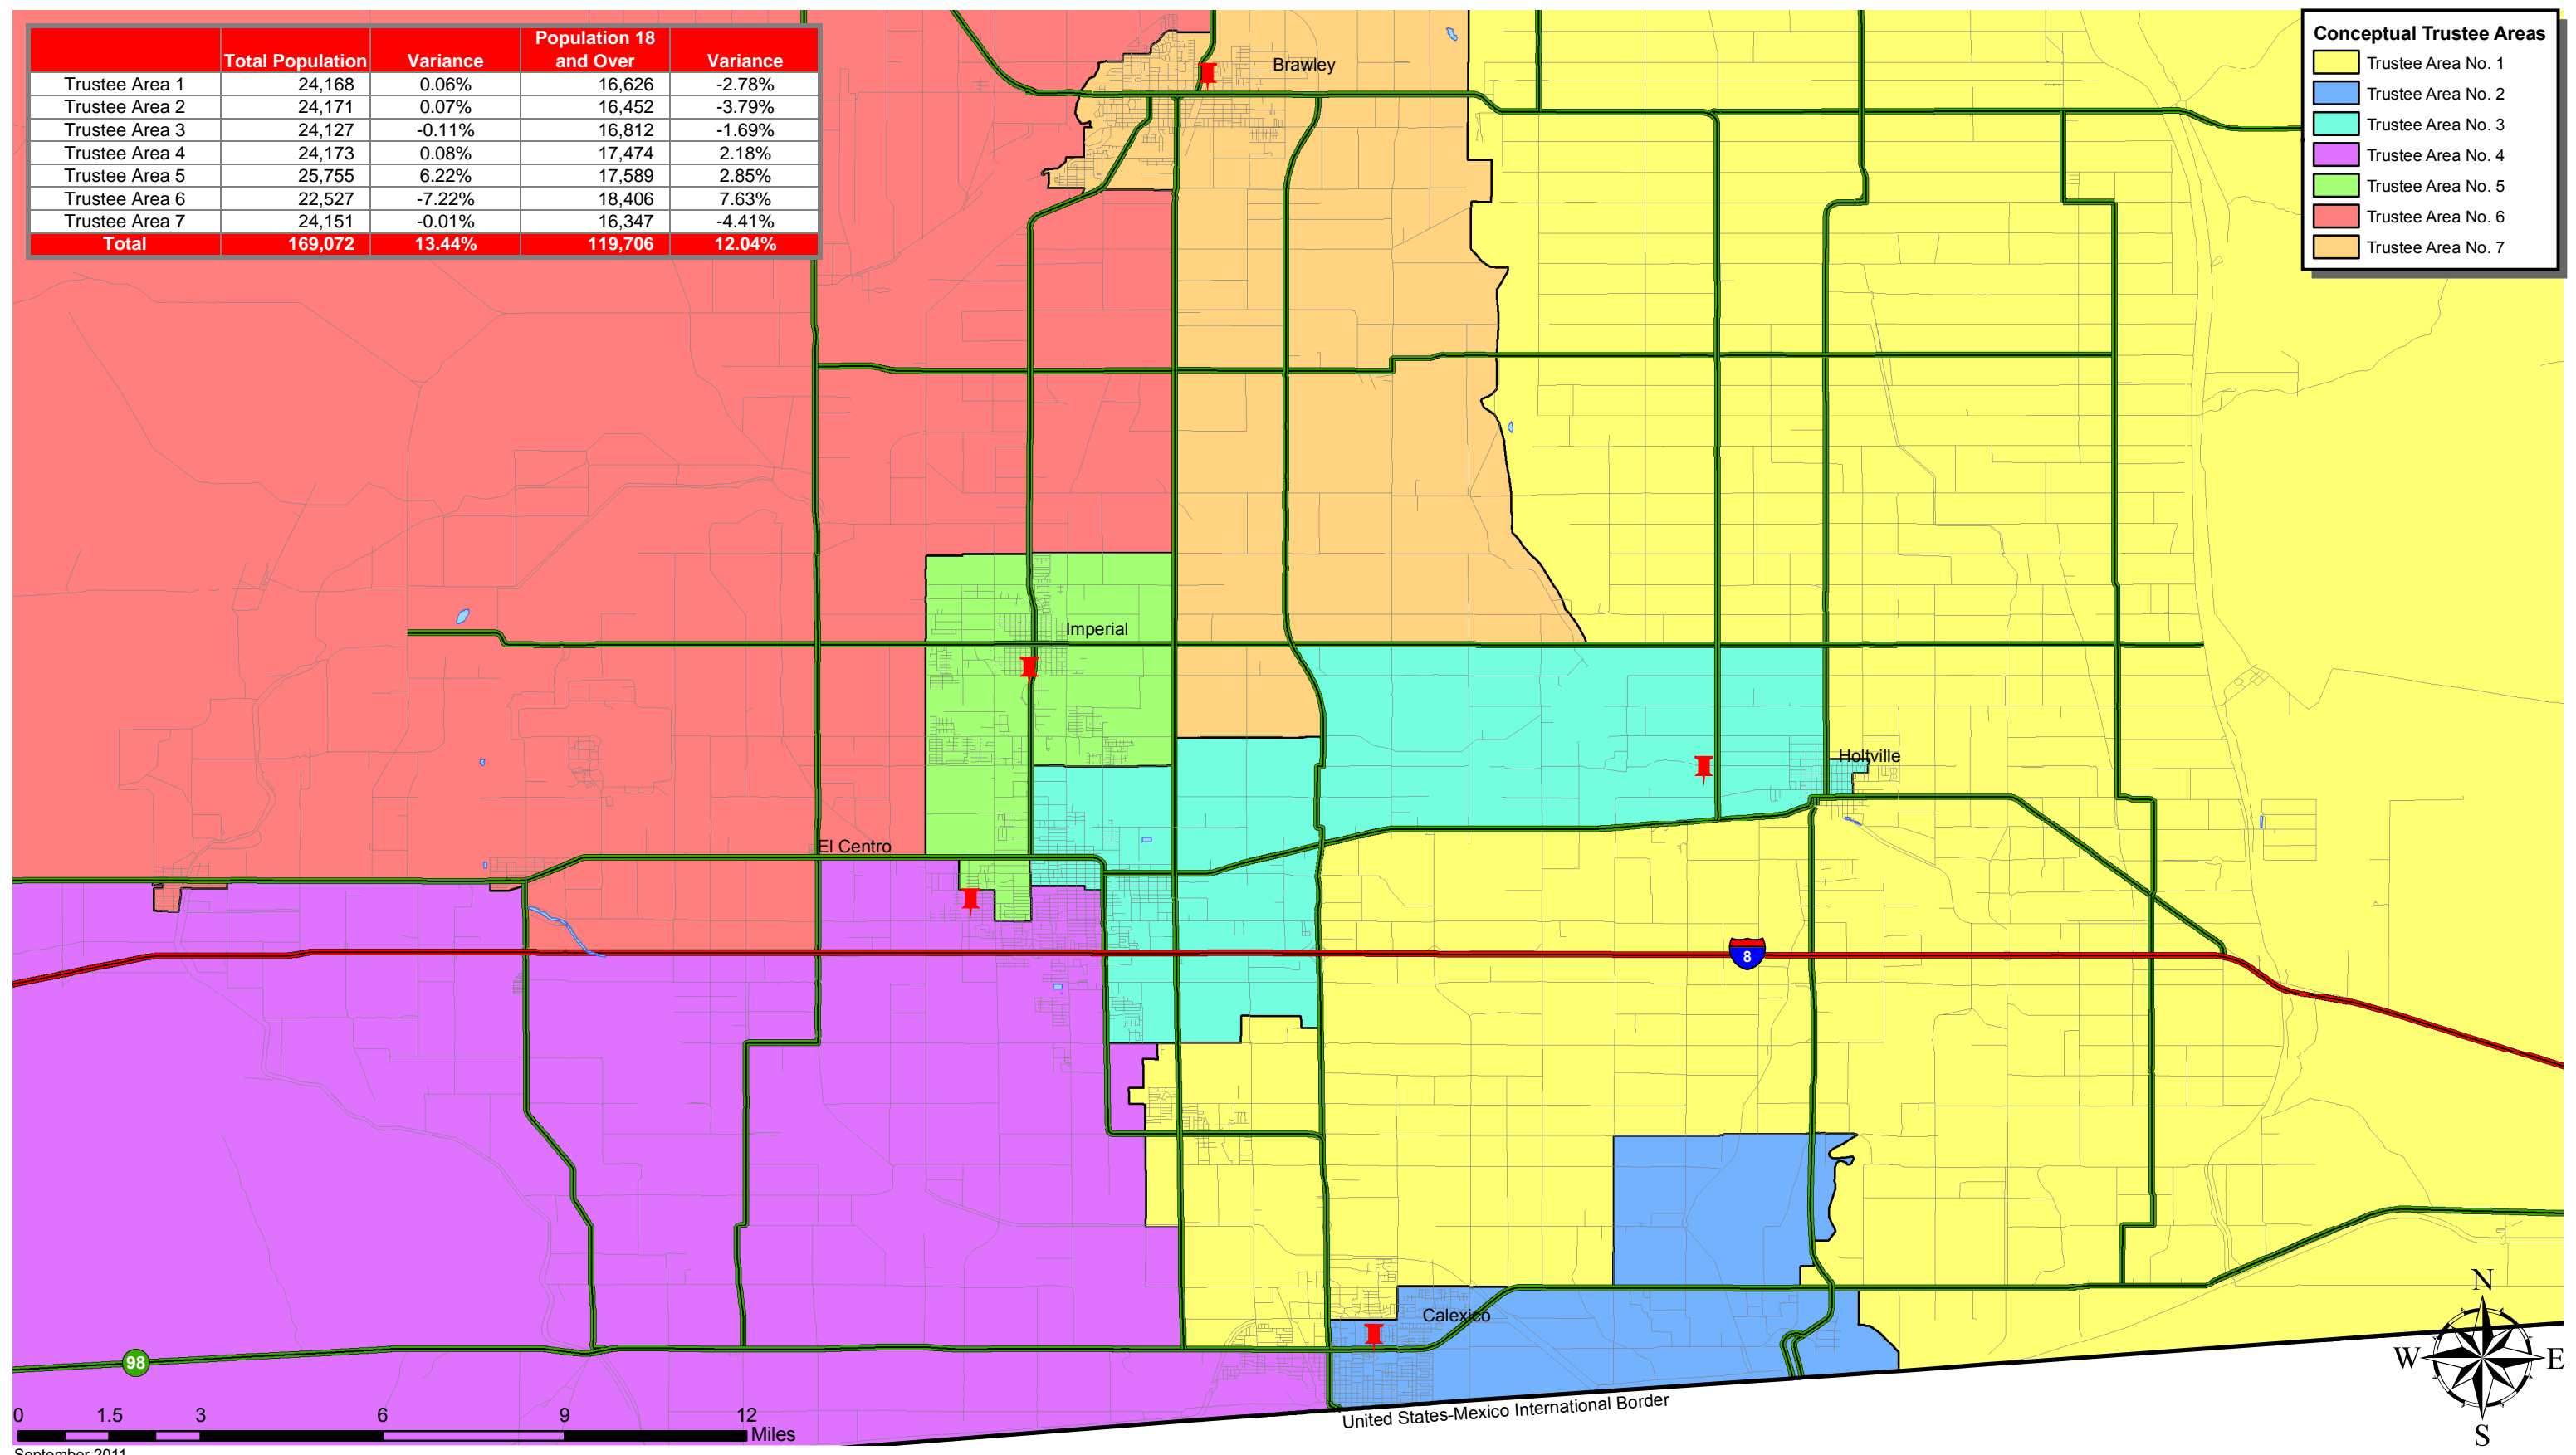 Total Population Variance Population 18 and Over Variance
Trustee Area 1 24,168 0.06% 16,626 -2.78%
Trustee Area 2 24,171 0.07% 16,452 -3.79%
Trustee Area 3 24,127 -0.11% 16,812 -1.69%
Trustee Area 4 24,173 0.08% 17,474 2.18%
Trustee Area 5 25,755 6.22% 17,589 2.85%
Trustee Area 6 22,527 -7.22% 18,406 7.63%
Trustee Area 7 24,151 -0.01% 16,347 -4.41%
Total 169,072 13.44% 119,706 12.04%
Conceptual Trustee Areas
Trustee Area No. 1
Trustee Area No. 2
Trustee Area No. 3
Trustee Area No. 4
Trustee Area No. 5
Trustee Area No. 6
Trustee Area No. 7
Brawley
Imperial
Holtville
El Centro
8
Calexico
98
N
W E
S
United States-Mexico International Border
0 1.5 3 6 9 12
Miles
September 2011